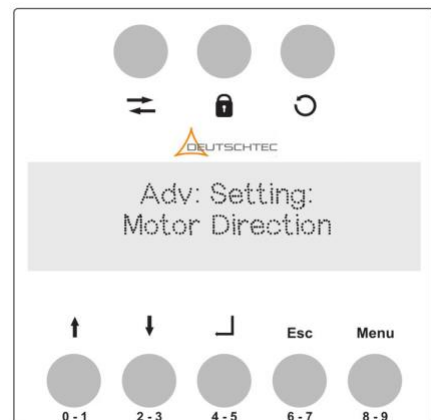 DEUTSCHTEC
Adv: Setting:
Motor Direction
Esc Menu
0 - 1 2 - 3 4 - 5 6 - 7 8 - 9